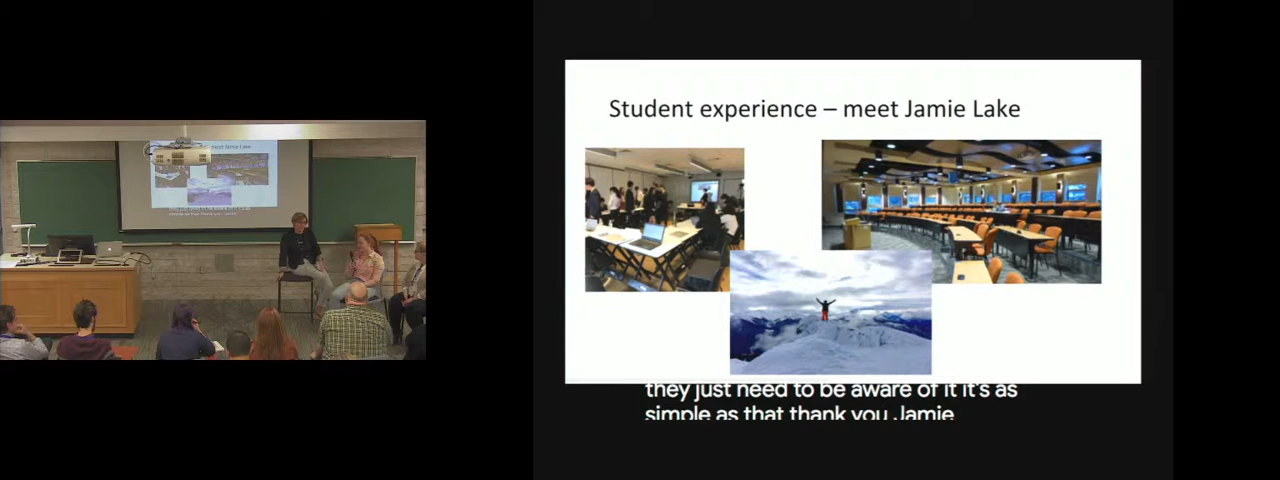 Student experience – meet Jamie Lake
they just need to be aware of it it's as
simple as that thank you Jamie